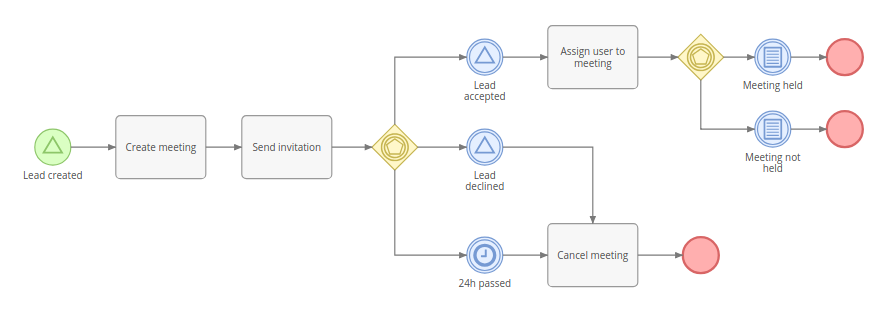 Lead created
Create meeting
Send invitation
Lead
accepted
Assign user to
meeting
Meeting held
Meeting not
held
Lead
declined
24h passed
Cancel meeting